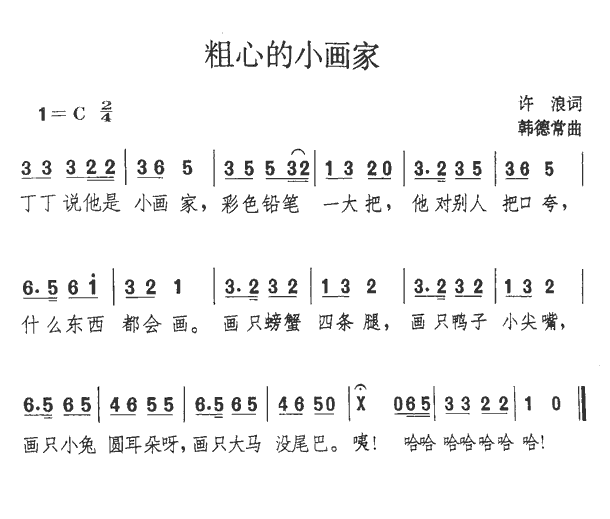 粗心的小画家
1=C 2/4
许 浪词
韩德常曲
3 3 3 2 2 | 3 6 5 | 3 5 5 3 2 | 1 3 2 0 | 3. 2 3 5 | 3 6 5 |
丁丁说他是 小画 家，彩色铅笔 一大把，他对别人 把口夸，
6. 5 6 i | 3 2 1 | 3. 2 3 2 | 1 3 2 | 3. 2 3 2 | 1 3 2 |
什么东西 都会画。 画只螃蟹 四条腿，画只鸭子 小尖嘴，
6. 5 6 5 | 4 6 5 5 | 6. 5 6 5 | 4 6 5 0 | X 0 6 5 | 3 3 2 2 | 1 0 ‖
画只小兔 圆耳朵呀，画只大马 没尾巴。咦！ 哈哈 哈哈哈哈 哈！